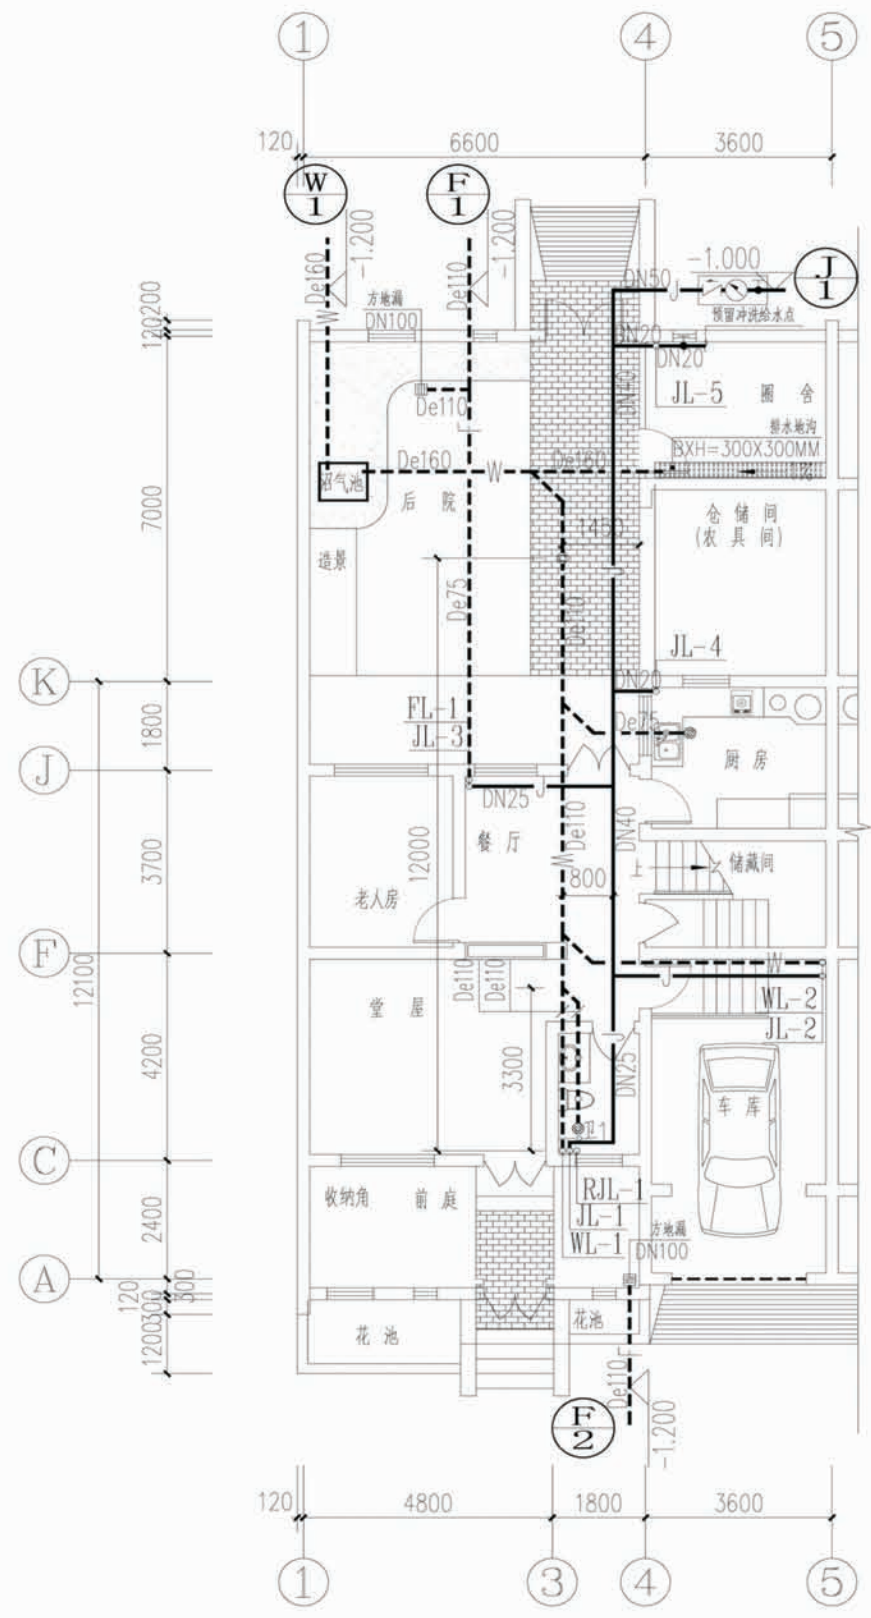 1
4
5
120
6600
3600
W
1
F
1
-1.200
-1.200
-1.000
J
1
De160
De110
DN50
J
方地漏
DN100
W
预留冲洗给水点
DN20
DN20
1200
120
De110
DN40
JL-5
圈 舍
排水地沟
BXH=300X300MM
De160
W
De160
沼气池
后 院
仓 储 间
(农 具 间)
1450
7000
造景
De75
De110
J
JL-4
K
DN20
FL-1
JL-3
De75
1800
厨 房
J
DN25
J
餐 厅
De110
DN40
12000
W
上
储藏间
3700
800
老人房
F
12100
De110
De110
W
J
WL-2
JL-2
堂 屋
4200
3300
J
DN25
车 库
卫1
C
收纳角
前 庭
RJL-1
JL-1
WL-1
方地漏
DN100
2400
A
120
300
300
1200
花 池
花池
De110
F
2
-1.200
120
4800
1800
3600
1
3
4
5